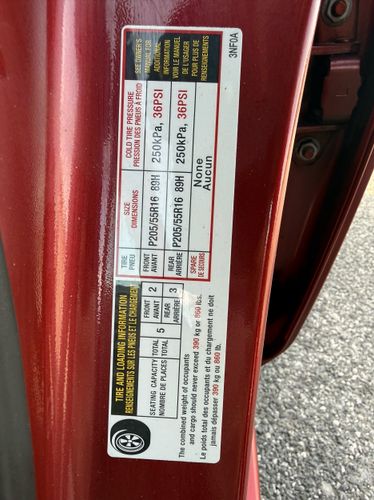 TIRE AND LOADING INFORMATION
RENSEIGNEMENTS SUR LES PNEUS ET LE CHARGEMENT
SEATING CAPACITY TOTAL 5 FRONT AVANT 2 REAR ARRIÈRE 3
NOMBRE DE PLACES TOTAL
The combined weight of occupants
and cargo should never exceed 390 kg or 860 lbs.
Le poids total des occupants et du chargement ne doit
jamais dépasser 390 kg ou 860 lb.
TIRE PNEU SIZE DIMENSIONS COLD TIRE PRESSURE PRESSION DES PNEUS À FROID
FRONT AVANT P205/55R16 89H 250kPa, 36PSI
REAR ARRIÈRE P205/55R16 89H 250kPa, 36PSI
SPARE DE SECOURS None Aucun
SEE OWNER'S
MANUAL FOR
ADDITIONAL
INFORMATION
VOIR LE MANUEL
DE L'USAGER
POUR PLUS DE
RENSEIGNEMENTS
3NF0A